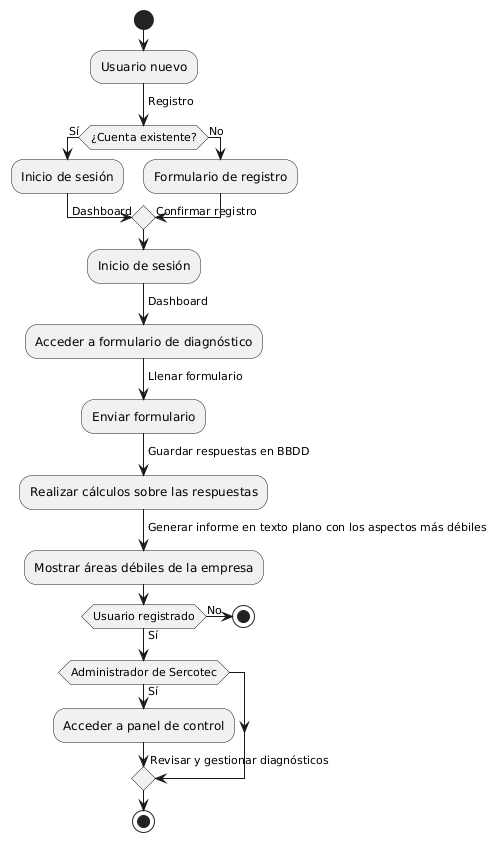 Usuario nuevo
Registro
¿Cuenta existente?
Sí
No
Inicio de sesión
Formulario de registro
Dashboard
Confirmar registro
Inicio de sesión
Dashboard
Acceder a formulario de diagnóstico
Llenar formulario
Enviar formulario
Guardar respuestas en BBDD
Realizar cálculos sobre las respuestas
Generar informe en texto plano con los aspectos más débiles
Mostrar áreas débiles de la empresa
Usuario registrado
No
Sí
Administrador de Sercotec
Sí
Acceder a panel de control
Revisar y gestionar diagnósticos